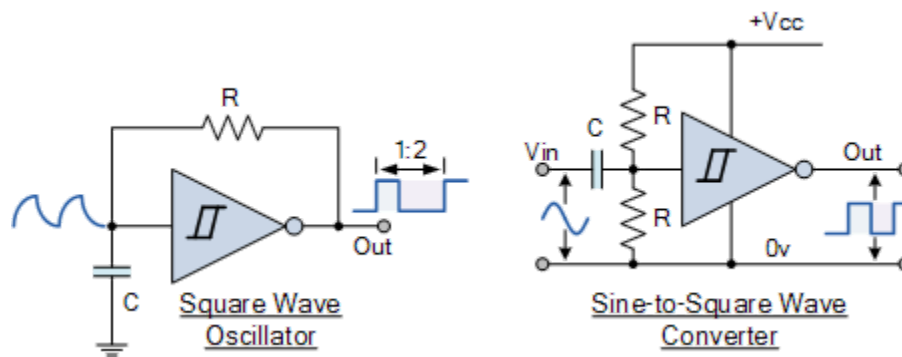 R
1:2
Out
C
Square Wave
Oscillator
+Vcc
C
R
Vin
Out
R
0v
Sine-to-Square Wave
Converter